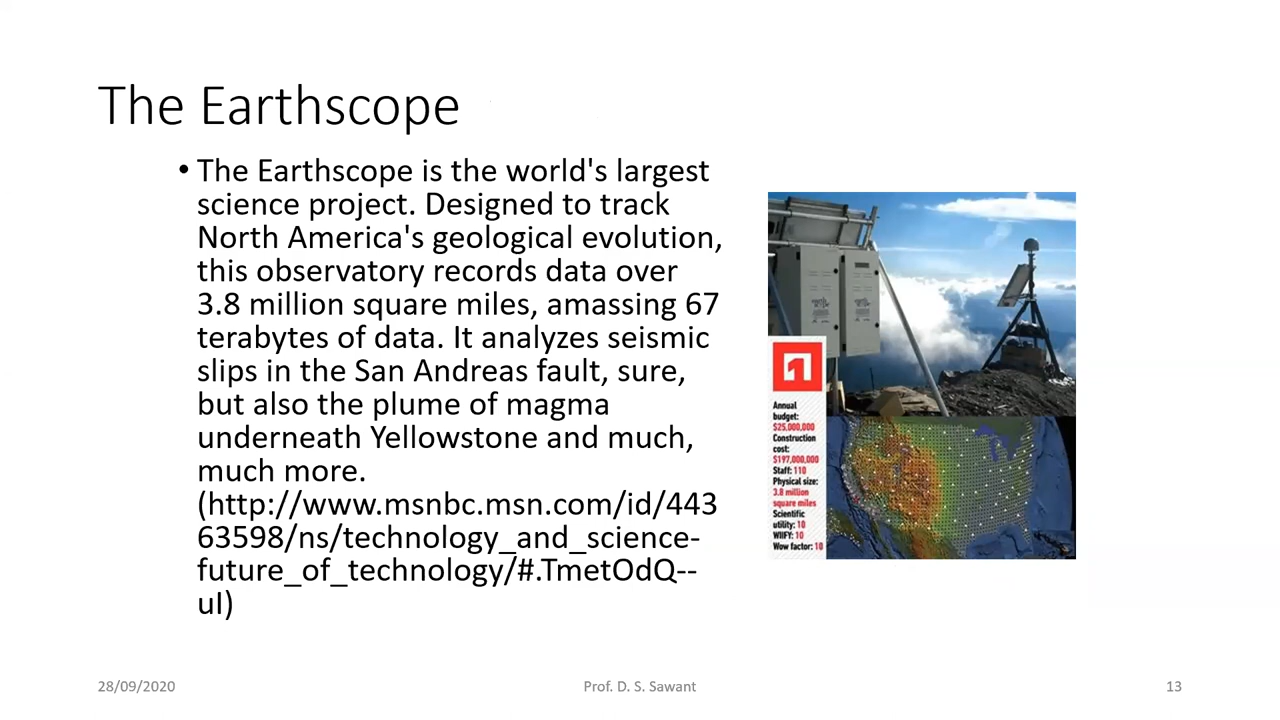 The Earthscope
• The Earthscope is the world's largest
science project. Designed to track
North America's geological evolution,
this observatory records data over
3.8 million square miles, amassing 67
terabytes of data. It analyzes seismic
slips in the San Andreas fault, sure,
but also the plume of magma
underneath Yellowstone and much,
much more.
(http://www.msnbc.msn.com/id/443
63598/ns/technology_and_science-
future_of_technology/#.TmetOdQ--
uI)
1
Annual
budget:
$25,000,000
Construction
cost:
$197,000,000
Staff: 110
Physical size:
3.8 million
square miles
Scientific
utility: 10
WIIFY: 10
Wow factor: 10
28/09/2020
Prof. D. S. Sawant
13